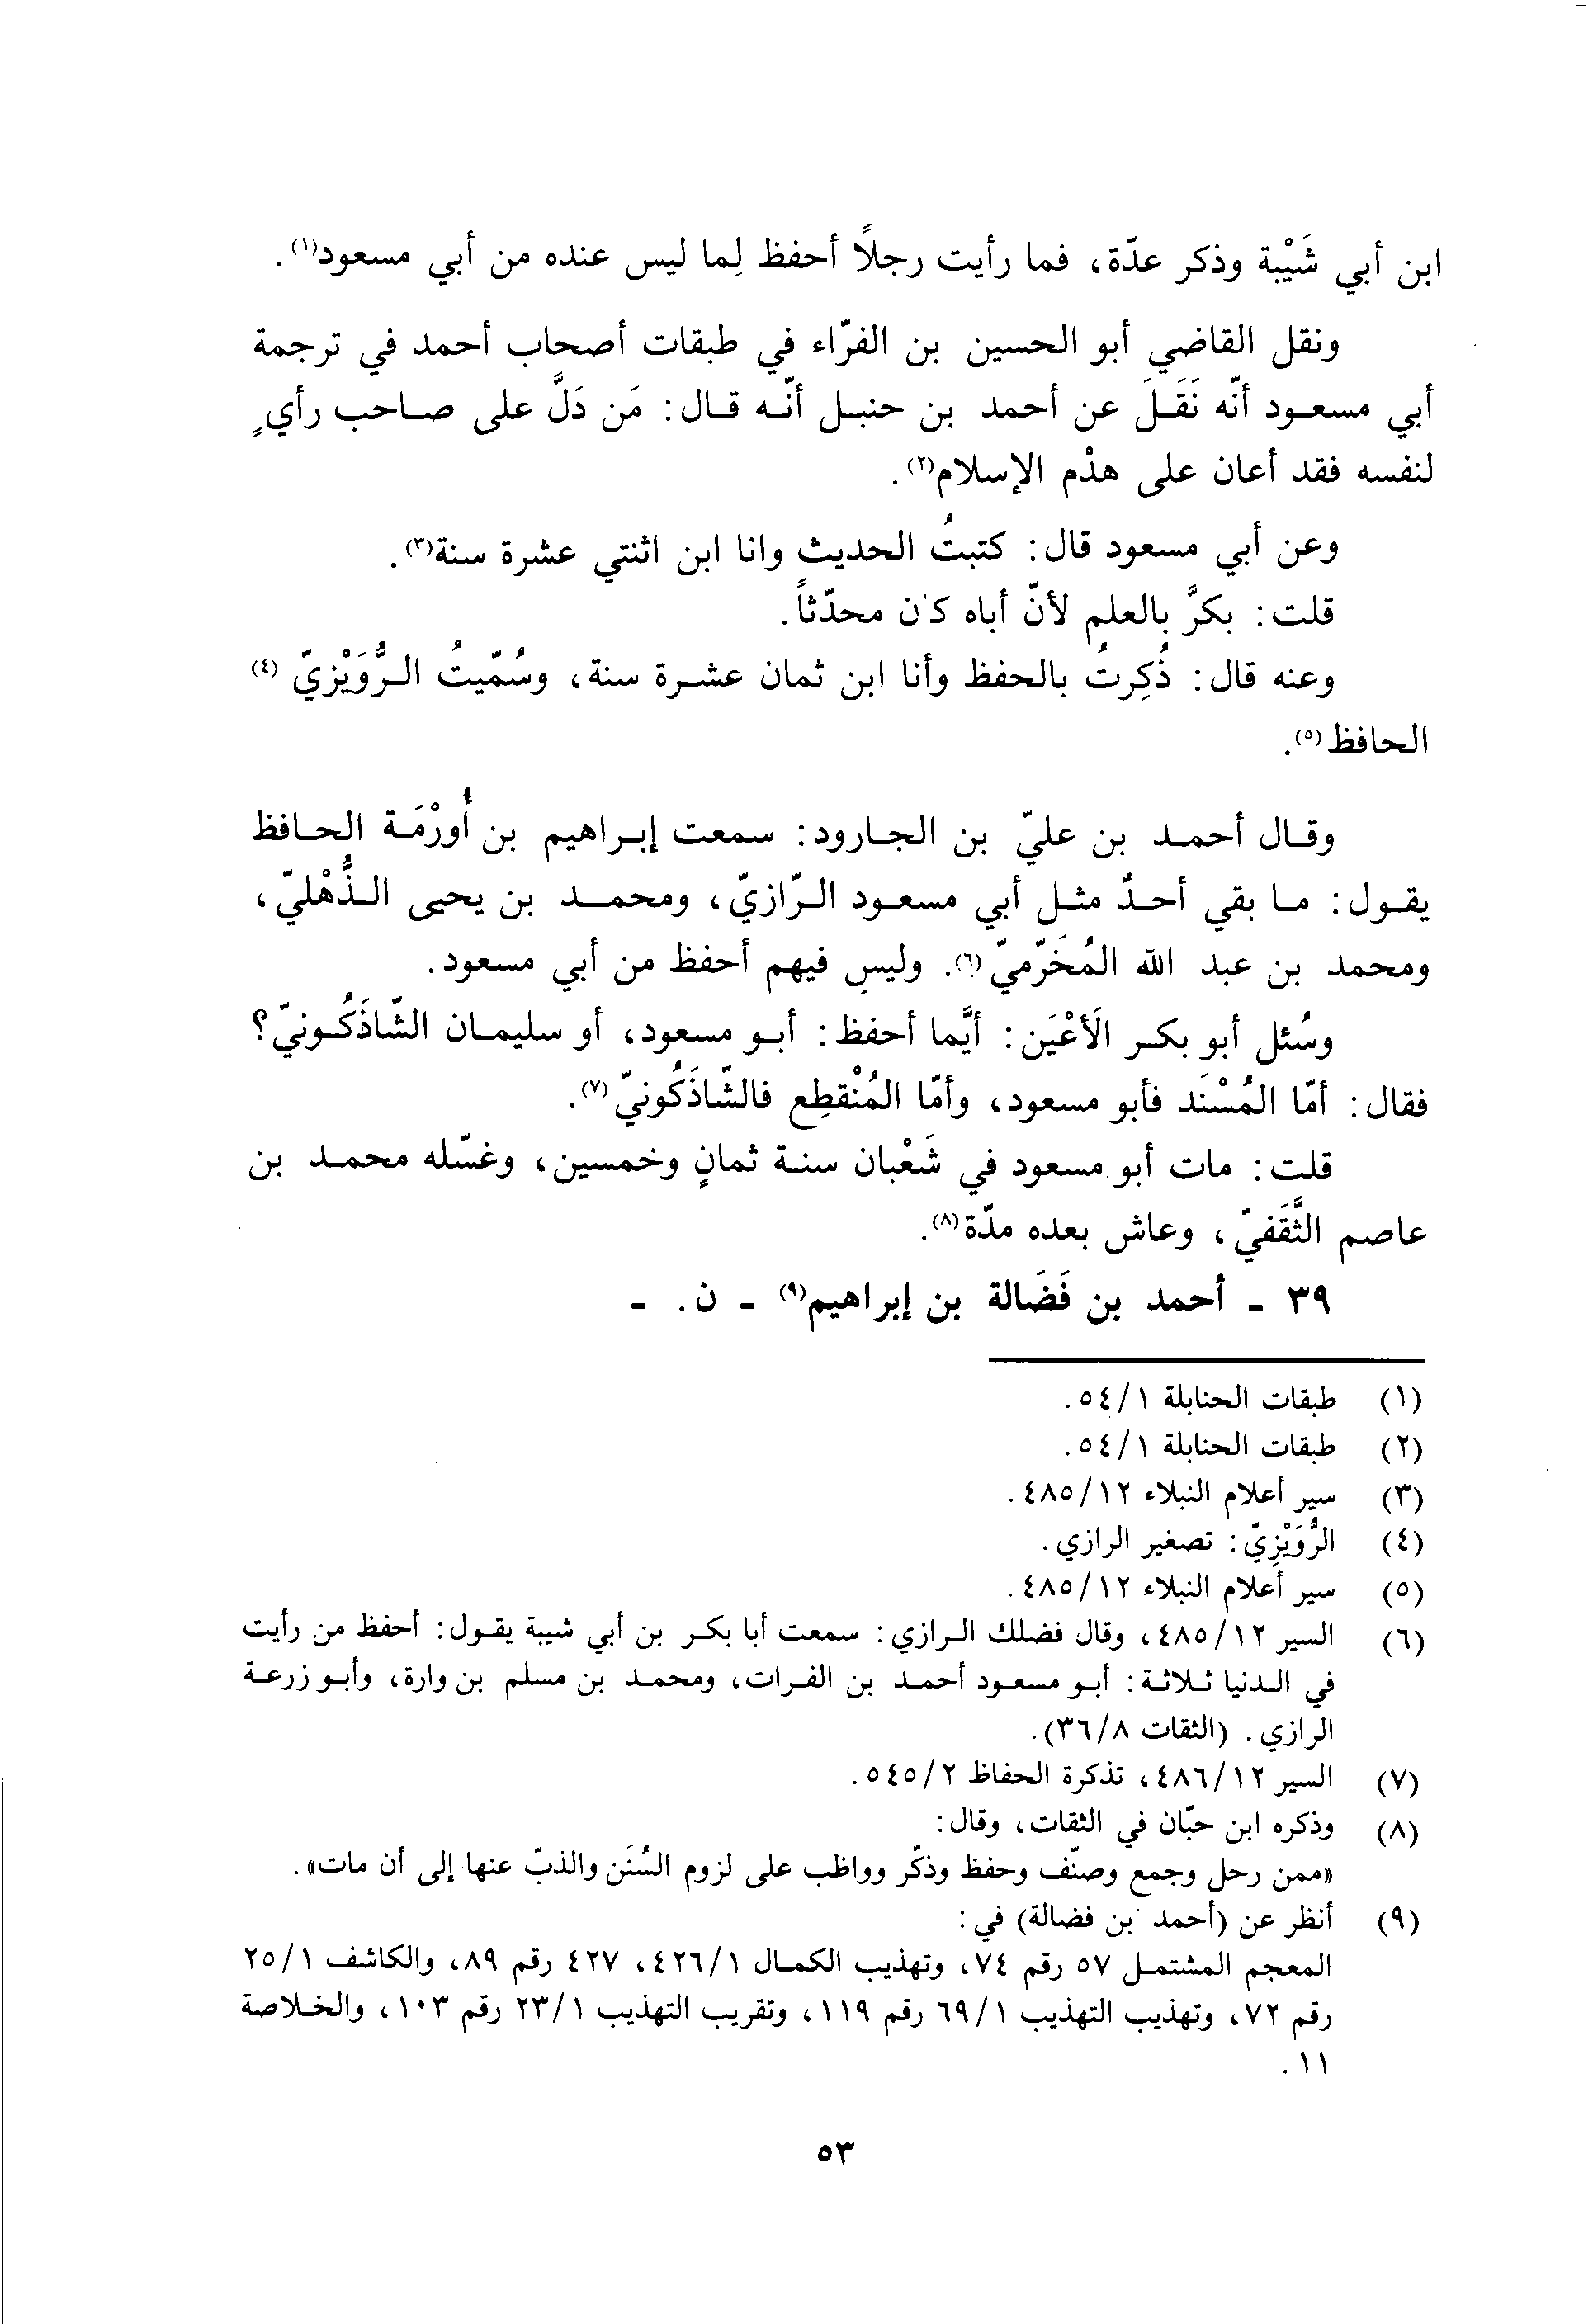 ابن أبي شَيْبة وذكر عدّة، فما رأيت رجلاً أحفظ لِما ليس عنده من أبي مسعود(١).
ونقل القاضي أبو الحسين بن الفرّاء في طبقات أصحاب أحمد في ترجمة
أبي مسعود أنّه نَقَلَ عن أحمد بن حنبل أنّه قال: مَن دَلَّ على صاحب رأيٍ
لنفسه فقد أعان على هدْم الإسلام(٢).
وعن أبي مسعود قال: كتبتُ الحديث وانا ابن اثنتي عشرة سنة(٣).
قلت: بكرَّ بالعلم لأنّ أباه كان محدّثاً.
وعنه قال: ذُكِرتُ بالحفظ وأنا ابن ثمان عشرة سنة، وسُمّيتُ الرُّوَيْزيّ(٤)
الحافظ(٥).
وقال أحمد بن عليّ بن الجارود: سمعت إبراهيم بن أُورْمَة الحافظ
يقول: ما بقي أحدٌ مثل أبي مسعود الرّازيّ، ومحمد بن يحيى الذُّهْليّ،
ومحمد بن عبد الله المُخَرّميّ(٦). وليس فيهم أحفظ من أبي مسعود.
وسُئل أبو بكر الَأعْيَن: أيَّما أحفظ: أبو مسعود، أو سليمان الشّاذَكُونيّ؟
فقال: أمّا المُسْنَد فأبو مسعود، وأمّا المُنْقطِع فالشّاذَكُونيّ(٧).
قلت: مات أبو مسعود في شَعْبان سنة ثمانٍ وخمسين، وغسّله محمد بن
عاصم الثَّقَفيّ، وعاش بعده مدّة(٨).
٣٩ - أحمد بن فَضَالة بن إبراهيم(٩) - ن. -
(١) طبقات الحنابلة ٥٤/١.
(٢) طبقات الحنابلة ٥٤/١.
(٣) سير أعلام النبلاء ٤٨٥/١٢.
(٤) الرُّوَيْزِيّ: تصغير الرازي.
(٥) سير أعلام النبلاء ٤٨٥/١٢.
(٦) السير ٤٨٥/١٢، وقال فضلك الرازي: سمعت أبا بكر بن أبي شيبة يقول: أحفظ من رأيت
في الدنيا ثلاثة: أبو مسعود أحمد بن الفرات، ومحمد بن مسلم بن وارة، وأبو زرعة
الرازي. (الثقات ٣٦/٨).
(٧) السير ٤٨٦/١٢، تذكرة الحفاظ ٥٤٥/٢.
(٨) وذكره ابن حبّان في الثقات، وقال:
«ممن رحل وجمع وصنّف وحفظ وذكّر وواظب على لزوم السُنَن والذبّ عنها إلى أن مات».
(٩) أنظر عن (أحمد بن فضالة) في:
المعجم المشتمل ٥٧ رقم ٧٤، وتهذيب الكمال ٤٢٦/١، ٤٢٧ رقم ٨٩، والكاشف ٢٥/١
رقم ٧٢، وتهذيب التهذيب ٦٩/١ رقم ١١٩، وتقريب التهذيب ٢٣/١ رقم ١٠٣، والخلاصة
١١.
٥٣